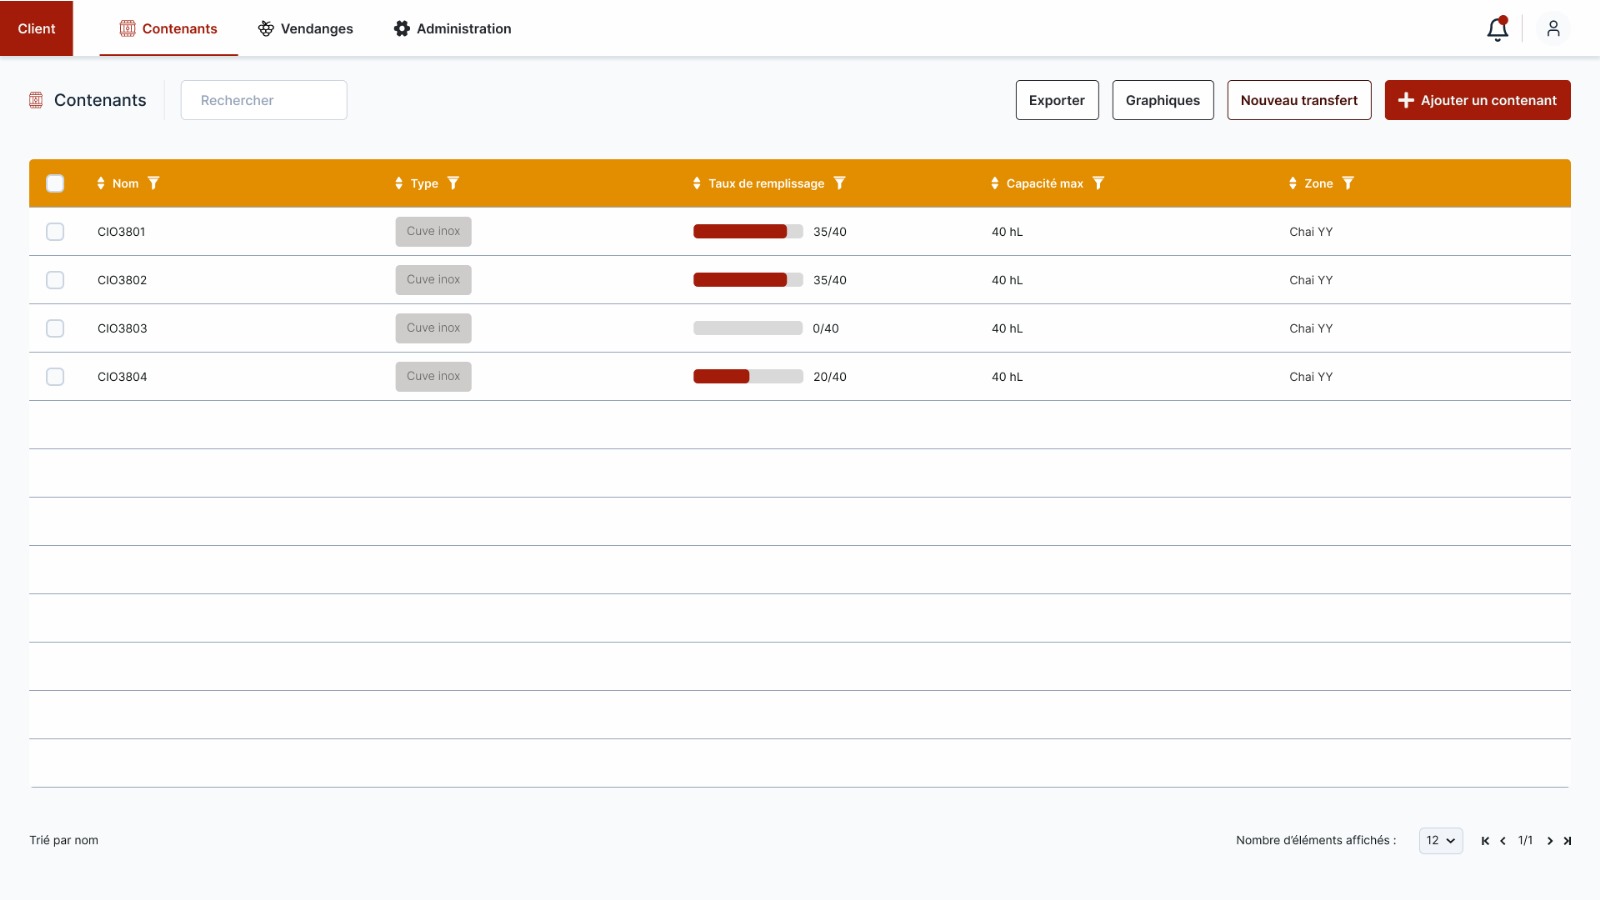 Client Contenants Vendanges Administration
Contenants Rechercher Exporter Graphiques Nouveau transfert Ajouter un contenant
Nom Type Taux de remplissage Capacité max Zone
CIO3801 Cuve inox 35/40 40 hL Chai YY
CIO3802 Cuve inox 35/40 40 hL Chai YY
CIO3803 Cuve inox 0/40 40 hL Chai YY
CIO3804 Cuve inox 20/40 40 hL Chai YY
Trié par nom Nombre d’éléments affichés : 12 1/1